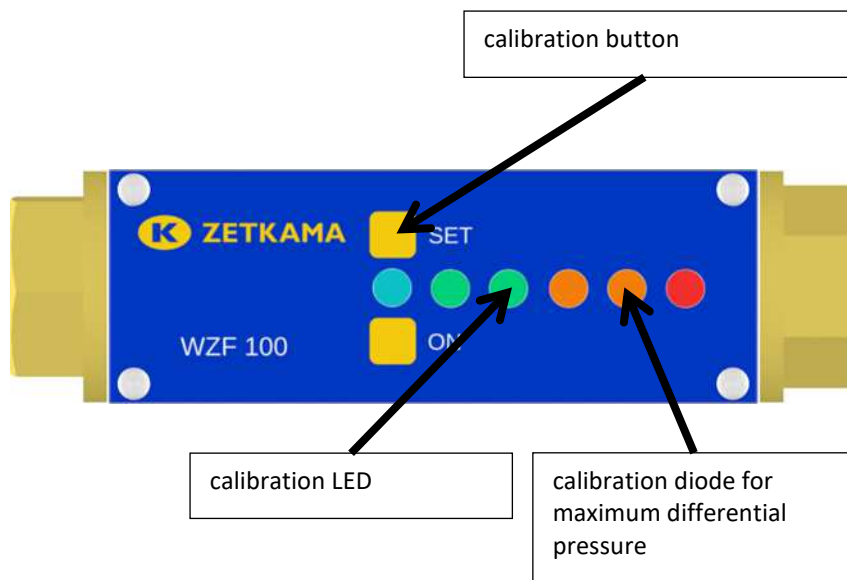 calibration button
K ZETKAMA
SET
WZF 100
ON
calibration LED
calibration diode for
maximum differential
pressure